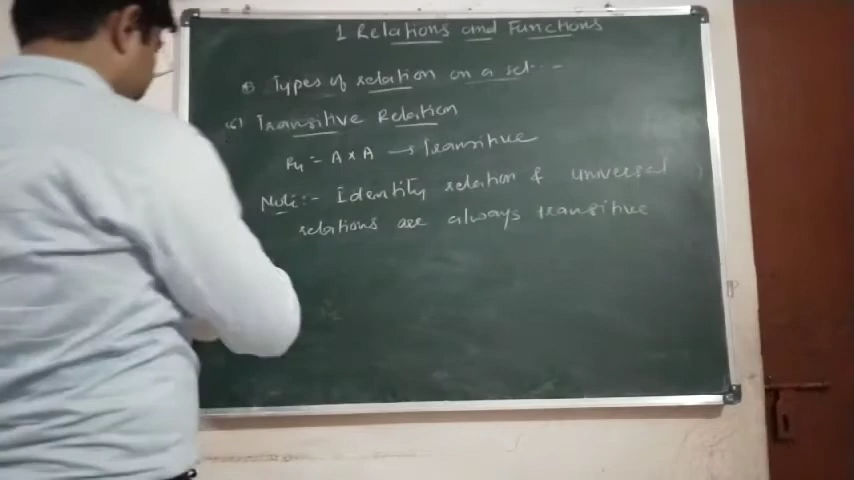 1 Relations and Functions
Types of relation on a set...
(c) Transitive Relation
R4 = A × A → Transitive
Note:- Identity relation & universal
relations are always transitive